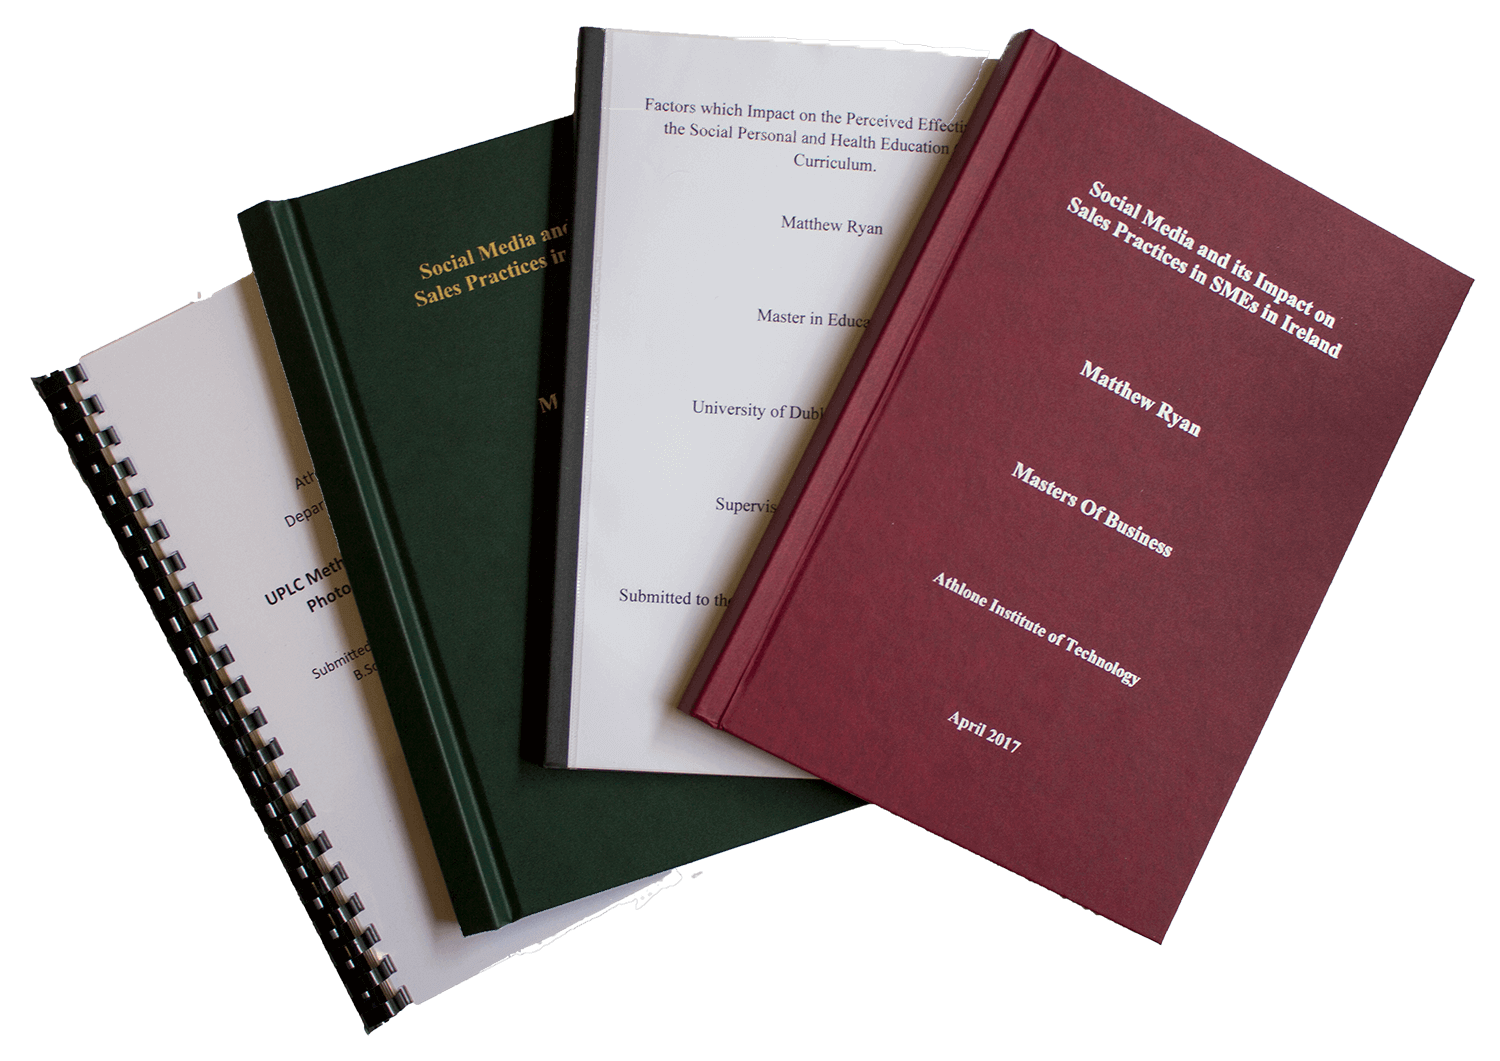 Ath
Depar
UPLC Meth
Photo
Submitted
B.Sc
Social Media and
Sales Practices in
M
Factors which Impact on the Perceived Effecti
the Social Personal and Health Education
Curriculum.
Matthew Ryan
Master in Educa
University of Dubl
Supervis
Submitted to the
Social Media and its Impact on
Sales Practices in SMEs in Ireland
Matthew Ryan
Masters Of Business
Athlone Institute of Technology
April 2017